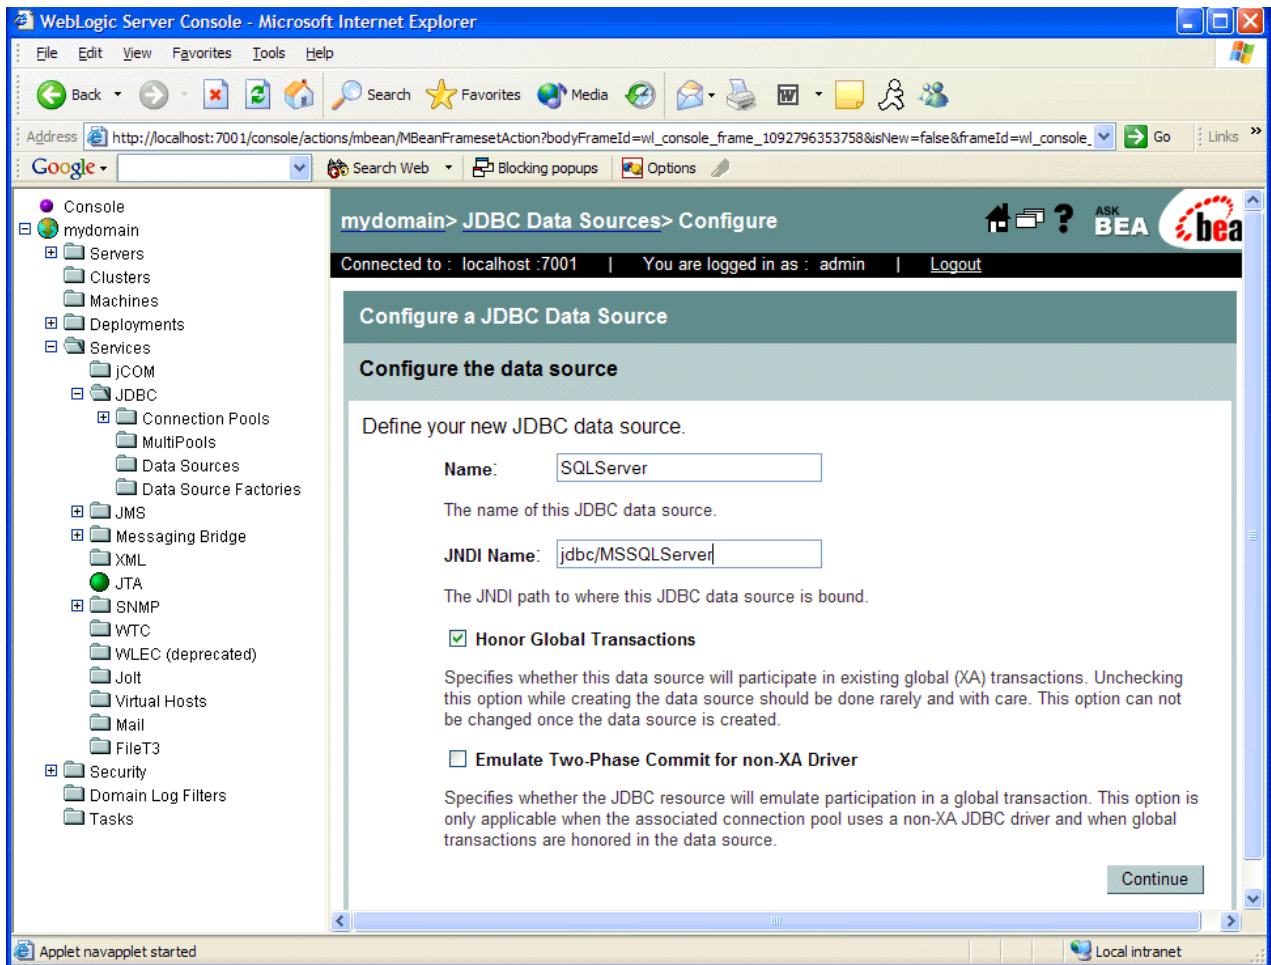 WebLogic Server Console - Microsoft Internet Explorer
File Edit View Favorites Tools Help
Back Search Favorites Media
Address http://localhost:7001/console/actions/mbean/MBeanFramesetAction?bodyFrameId=wl_console_frame_1092796353758&isNew=false&frameId=wl_console_ Go Links »
Google Search Web Blocking popups Options
Console
mydomain
Servers
Clusters
Machines
Deployments
Services
jCOM
JDBC
Connection Pools
MultiPools
Data Sources
Data Source Factories
JMS
Messaging Bridge
XML
JTA
SNMP
WTC
WLEC (deprecated)
Jolt
Virtual Hosts
Mail
FileT3
Security
Domain Log Filters
Tasks
mydomain> JDBC Data Sources> Configure
? ASK BEA bea
Connected to : localhost :7001 | You are logged in as : admin | Logout
Configure a JDBC Data Source
Configure the data source
Define your new JDBC data source.
Name: SQLServer
The name of this JDBC data source.
JNDI Name: jdbc/MSSQLServer
The JNDI path to where this JDBC data source is bound.
Honor Global Transactions
Specifies whether this data source will participate in existing global (XA) transactions. Unchecking
this option while creating the data source should be done rarely and with care. This option can not
be changed once the data source is created.
Emulate Two-Phase Commit for non-XA Driver
Specifies whether the JDBC resource will emulate participation in a global transaction. This option is
only applicable when the associated connection pool uses a non-XA JDBC driver and when global
transactions are honored in the data source.
Continue
Applet navapplet started
Local intranet